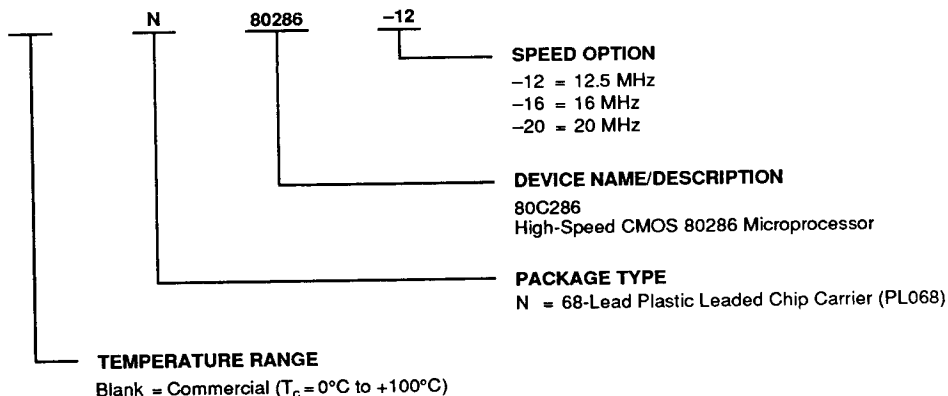 N 80286 –12
SPEED OPTION
–12 = 12.5 MHz
–16 = 16 MHz
–20 = 20 MHz
DEVICE NAME/DESCRIPTION
80C286
High-Speed CMOS 80286 Microprocessor
PACKAGE TYPE
N = 68-Lead Plastic Leaded Chip Carrier (PL068)
TEMPERATURE RANGE
Blank = Commercial (Tc = 0°C to +100°C)